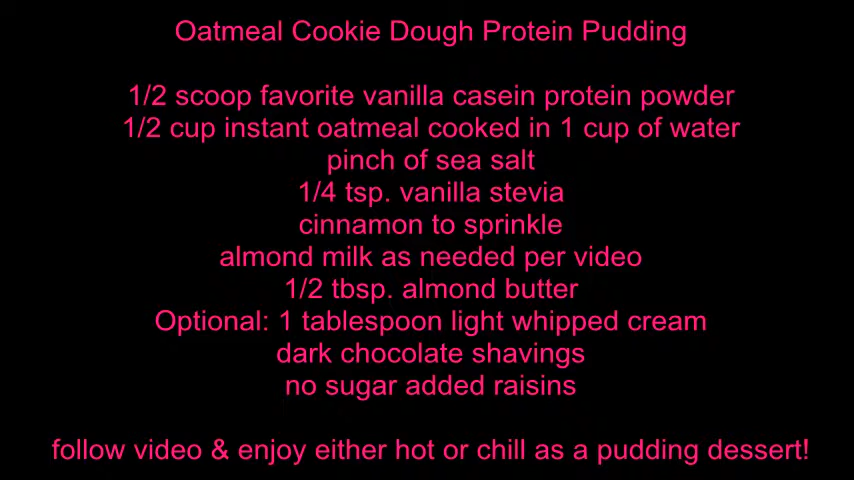 Oatmeal Cookie Dough Protein Pudding
1/2 scoop favorite vanilla casein protein powder
1/2 cup instant oatmeal cooked in 1 cup of water
pinch of sea salt
1/4 tsp. vanilla stevia
cinnamon to sprinkle
almond milk as needed per video
1/2 tbsp. almond butter
Optional: 1 tablespoon light whipped cream
dark chocolate shavings
no sugar added raisins
follow video & enjoy either hot or chill as a pudding dessert!